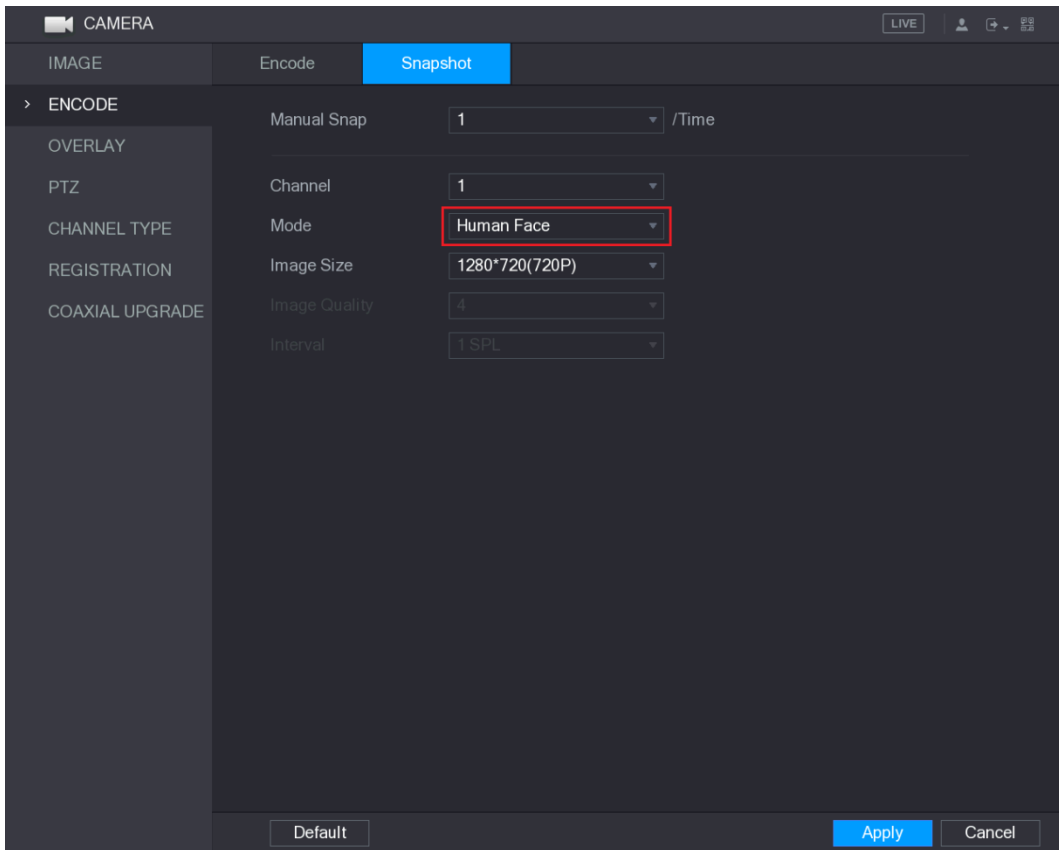 CAMERA LIVE
IMAGE
ENCODE
OVERLAY
PTZ
CHANNEL TYPE
REGISTRATION
COAXIAL UPGRADE
Encode Snapshot
Manual Snap 1 /Time
Channel 1
Mode Human Face
Image Size 1280*720(720P)
Image Quality 4
Interval 1 SPL
Default Apply Cancel